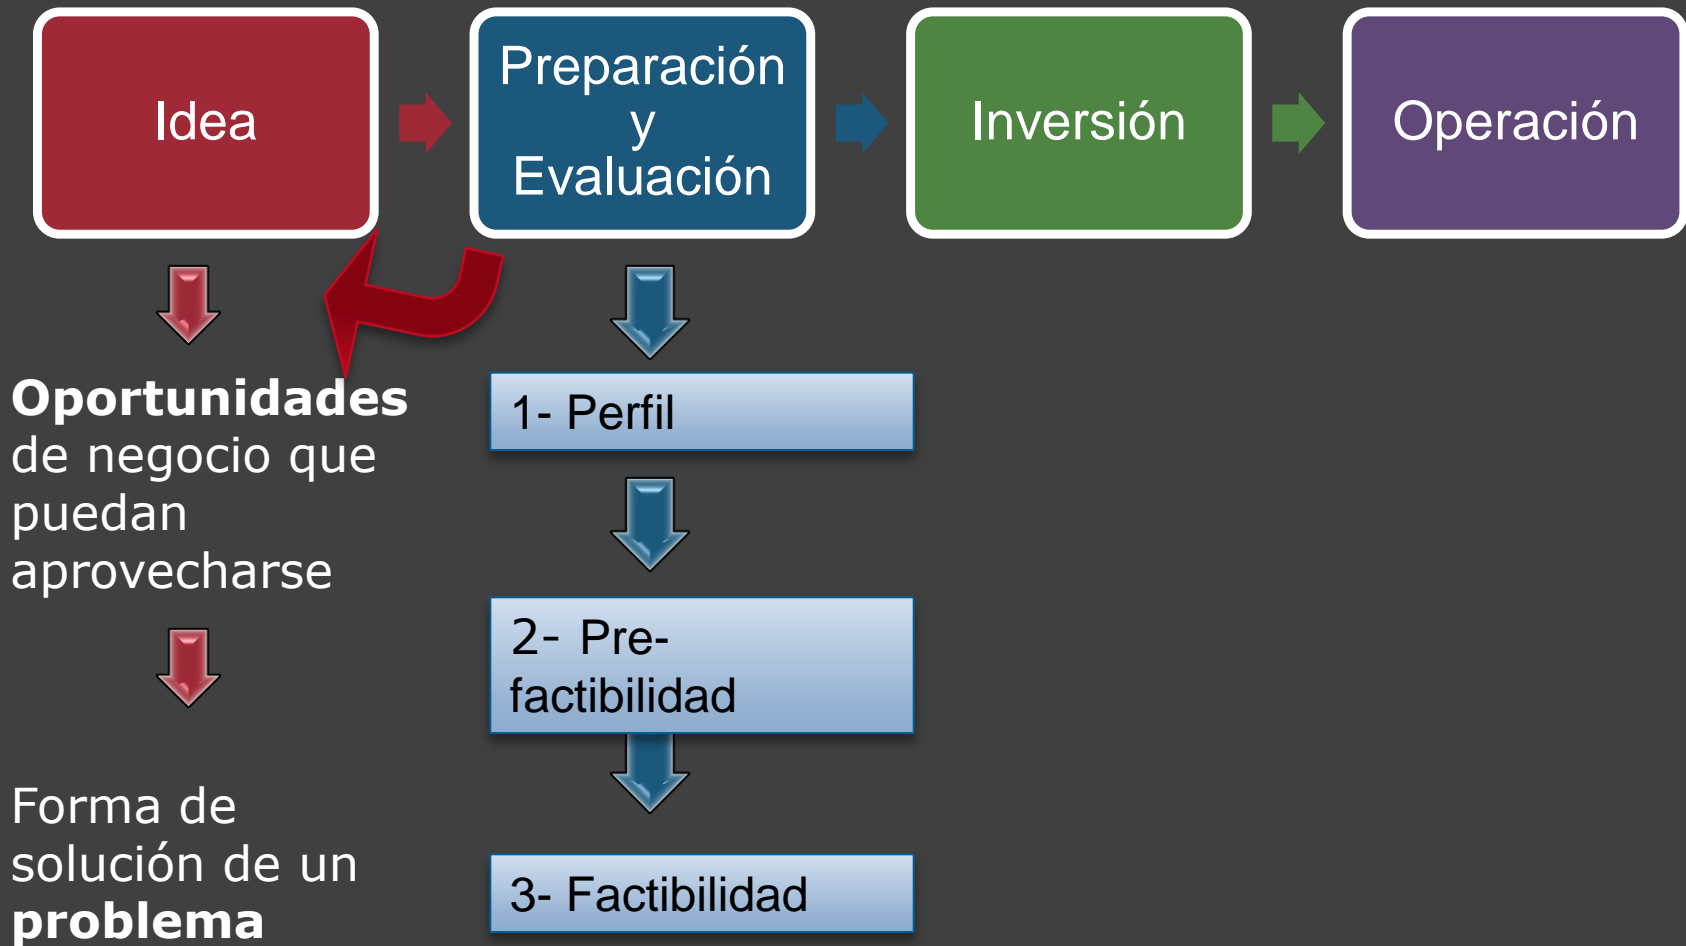 Idea
Preparación
y
Evaluación
Inversión
Operación
Oportunidades
de negocio que
puedan
aprovecharse
Forma de
solución de un
problema
1- Perfil
2- Pre-
factibilidad
3- Factibilidad